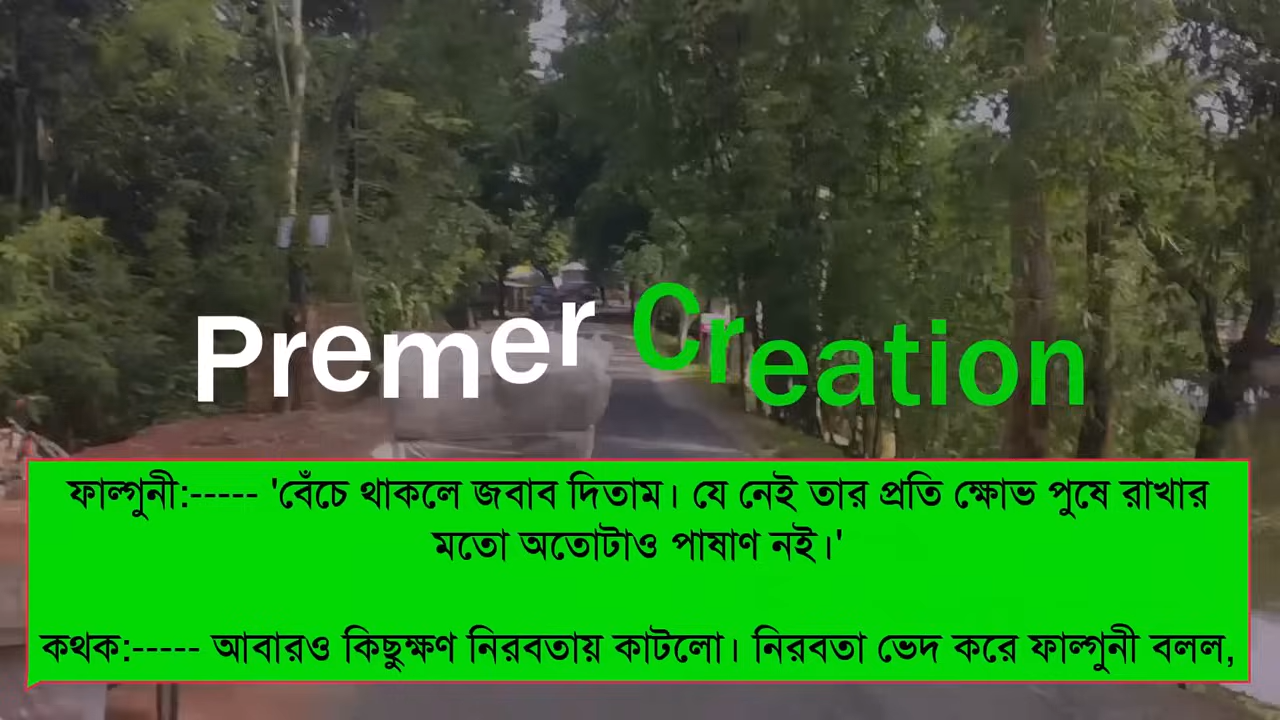 Premer Creation
ফাল্গুনী:----- 'বেঁচে থাকলে জবাব দিতাম। যে নেই তার প্রতি ক্ষোভ পুষে রাখার
মতো অতোটাও পাষাণ নই।'
কথক:----- আবারও কিছুক্ষণ নিরবতায় কাটলো। নিরবতা ভেদ করে ফাল্গুনী বলল,